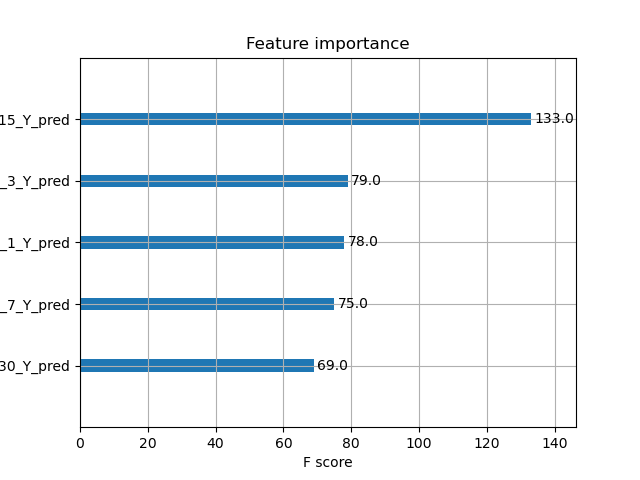 Feature importance
15_Y_pred 133.0
_3_Y_pred 79.0
_1_Y_pred 78.0
_7_Y_pred 75.0
30_Y_pred 69.0
0 20 40 60 80 100 120 140
F score